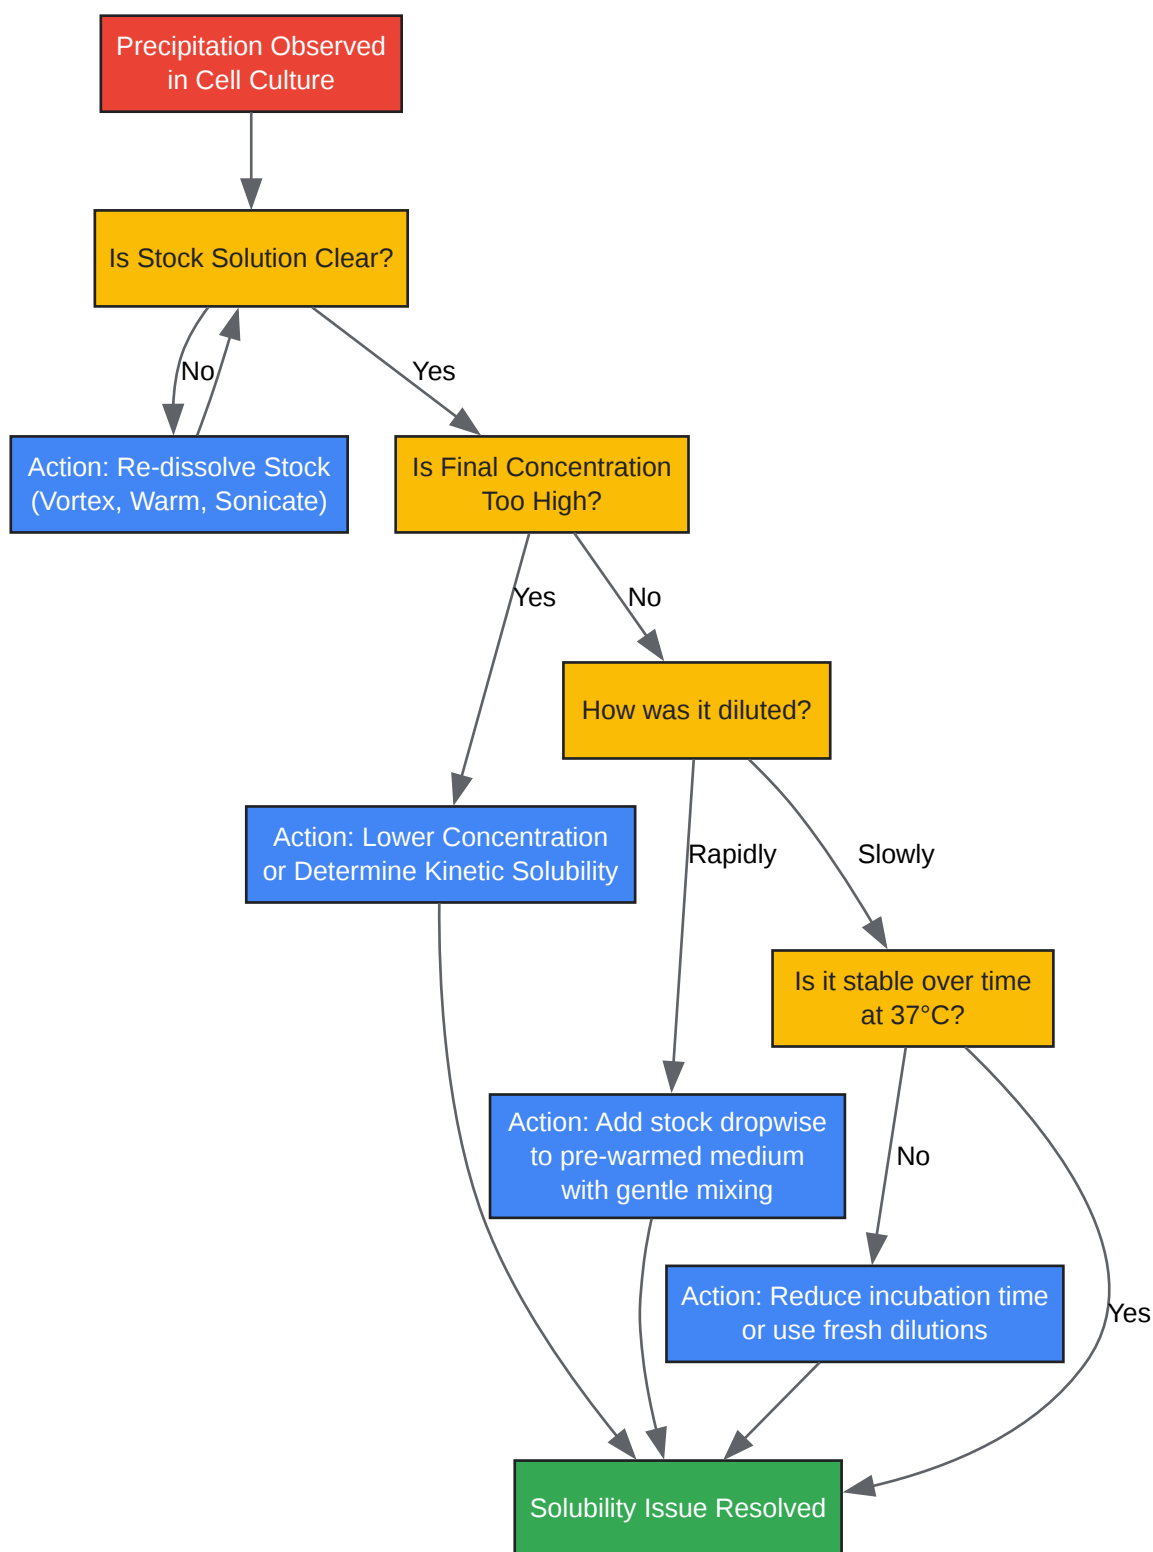 Precipitation Observed
in Cell Culture
Is Stock Solution Clear?
No
Yes
Action: Re-dissolve Stock
(Vortex, Warm, Sonicate)
Is Final Concentration
Too High?
Yes
No
How was it diluted?
Action: Lower Concentration
or Determine Kinetic Solubility
Rapidly
Slowly
Is it stable over time
at 37°C?
Action: Add stock dropwise
to pre-warmed medium
with gentle mixing
No
Action: Reduce incubation time
or use fresh dilutions
Yes
Solubility Issue Resolved